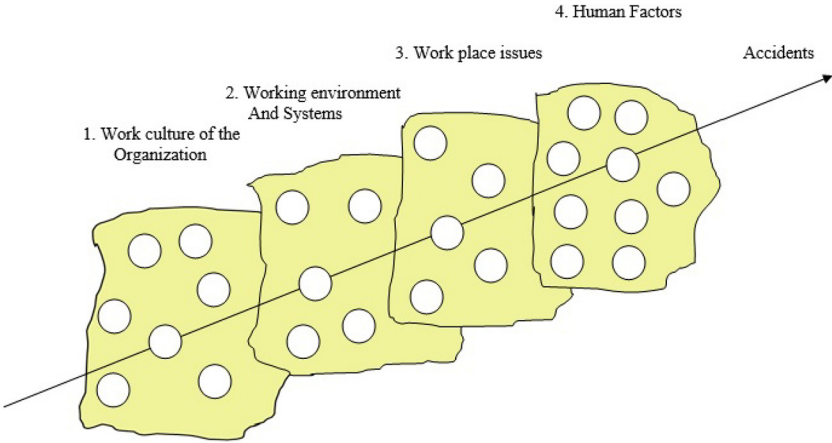 4. Human Factors
3. Work place issues
Accidents
2. Working environment
And Systems
1. Work culture of the
Organization